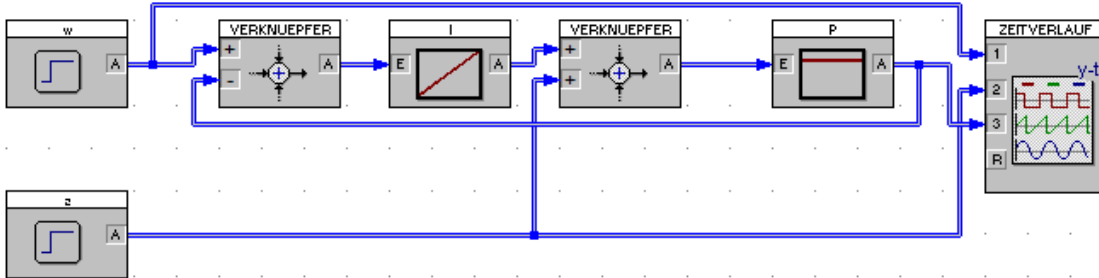 w
VERKNUEPFER
I
VERKNUEPFER
P
ZEITVERLAUF
A
+
-
A
E
A
+
+
A
E
A
1
2
3
R
y-t
z
A